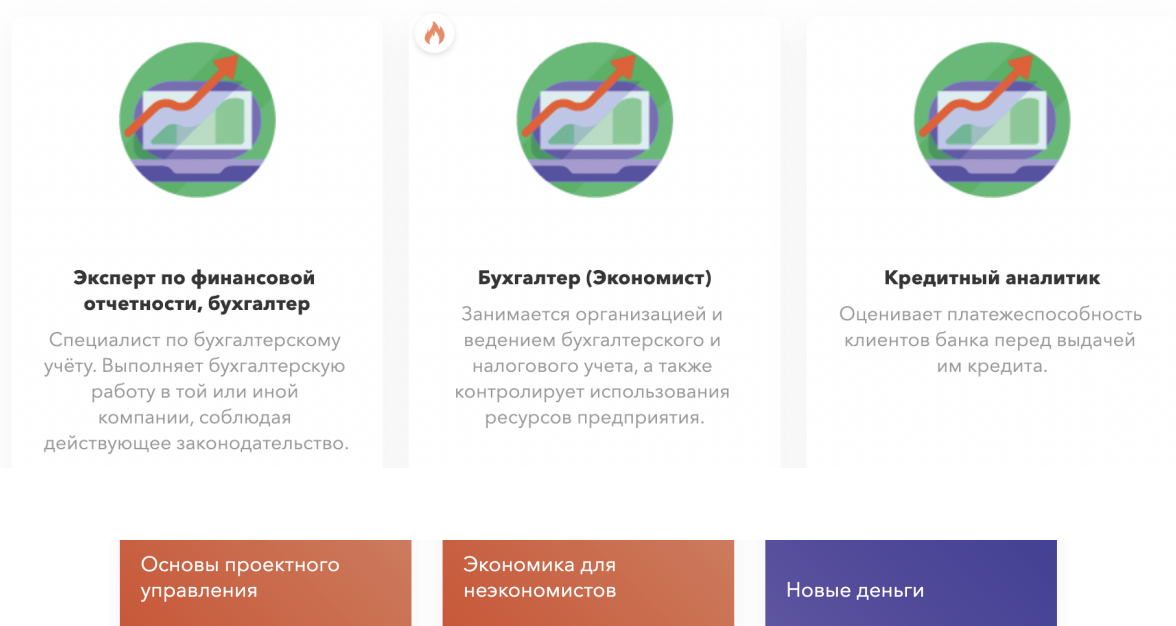 Эксперт по финансовой
отчетности, бухгалтер
Специалист по бухгалтерскому
учёту. Выполняет бухгалтерскую
работу в той или иной
компании, соблюдая
действующее законодательство.
Бухгалтер (Экономист)
Занимается организацией и
ведением бухгалтерского и
налогового учета, а также
контролирует использования
ресурсов предприятия.
Кредитный аналитик
Оценивает платежеспособность
клиентов банка перед выдачей
им кредита.
Основы проектного
управления
Экономика для
неэкономистов
Новые деньги